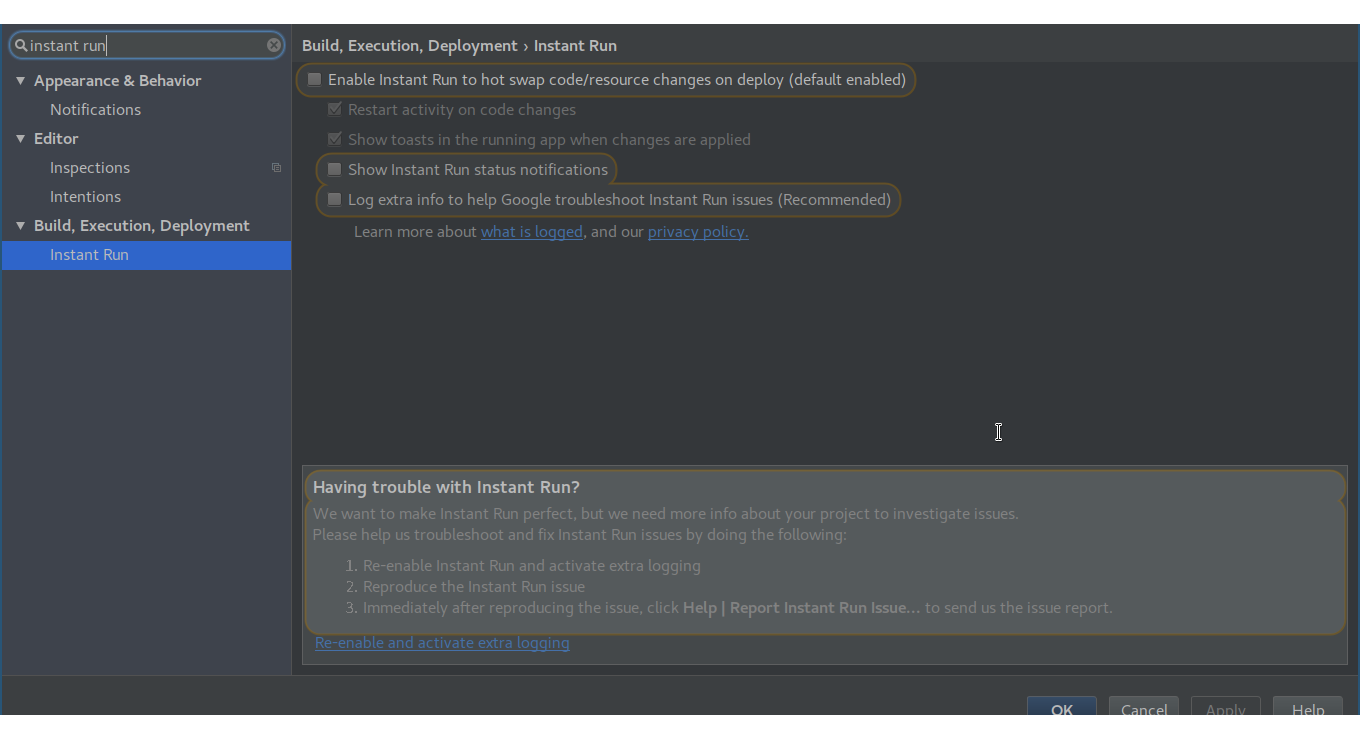 instant run
Appearance & Behavior
Notifications
Editor
Inspections
Intentions
Build, Execution, Deployment
Instant Run
Build, Execution, Deployment › Instant Run
Enable Instant Run to hot swap code/resource changes on deploy (default enabled)
Restart activity on code changes
Show toasts in the running app when changes are applied
Show Instant Run status notifications
Log extra info to help Google troubleshoot Instant Run issues (Recommended)
Learn more about what is logged, and our privacy policy.
Having trouble with Instant Run?
We want to make Instant Run perfect, but we need more info about your project to investigate issues.
Please help us troubleshoot and fix Instant Run issues by doing the following:
1. Re-enable Instant Run and activate extra logging
2. Reproduce the Instant Run issue
3. Immediately after reproducing the issue, click Help | Report Instant Run Issue... to send us the issue report.
Re-enable and activate extra logging
OK Cancel Apply Help